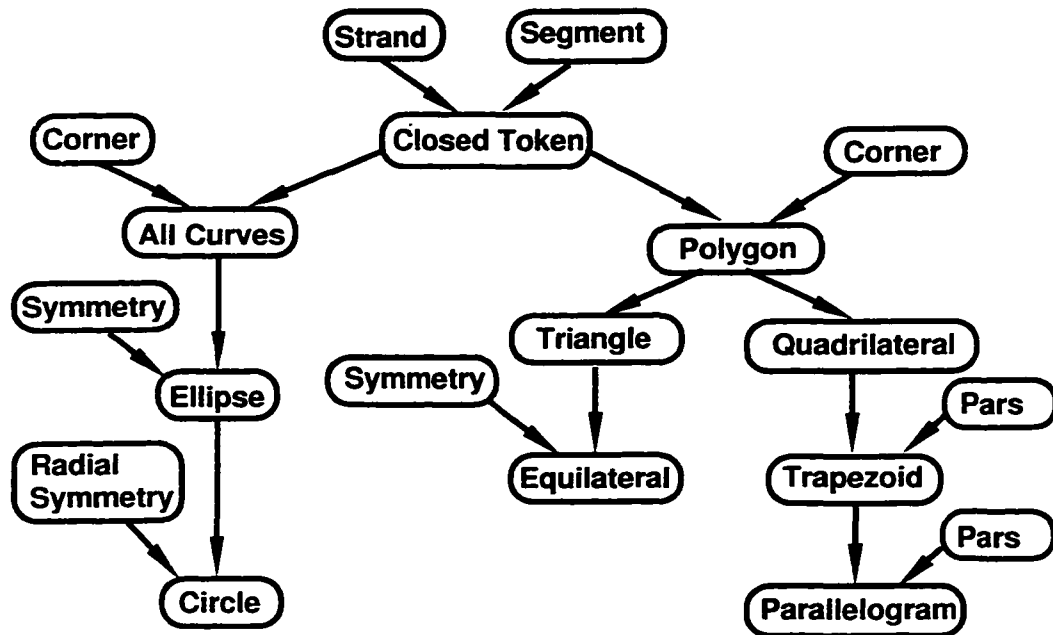 Strand
Segment
Corner
Closed Token
Corner
All Curves
Polygon
Symmetry
Triangle
Quadrilateral
Symmetry
Ellipse
Pars
Radial
Symmetry
Equilateral
Trapezoid
Pars
Circle
Parallelogram